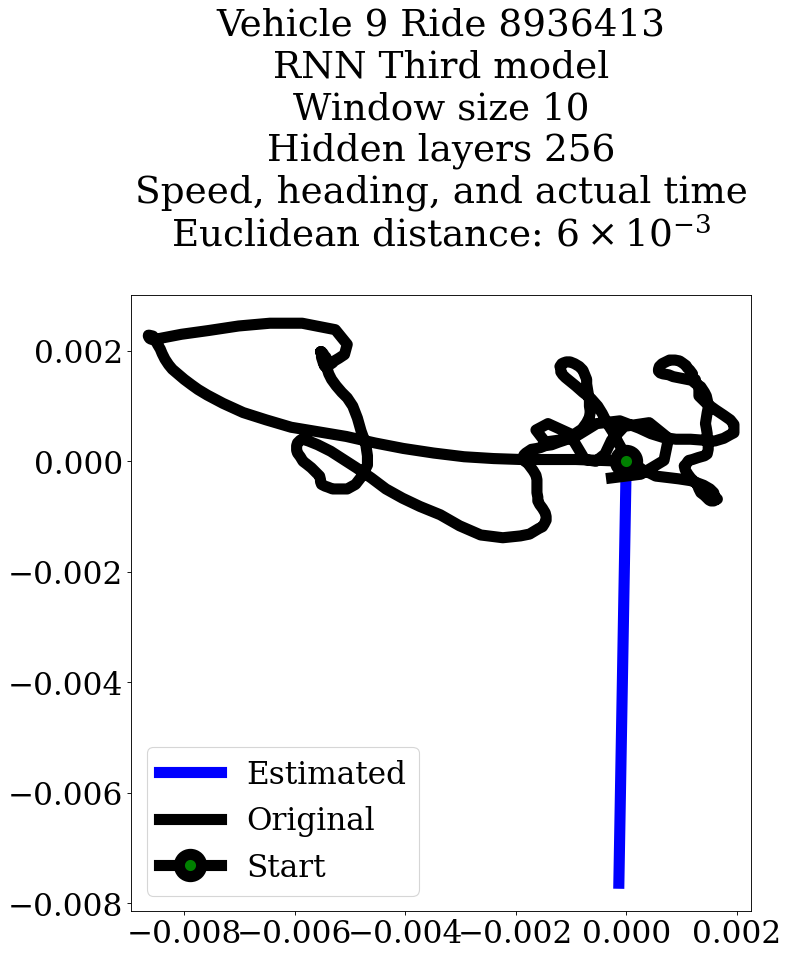 Vehicle 9 Ride 8936413
RNN Third model
Window size 10
Hidden layers 256
Speed, heading, and actual time
Euclidean distance: 6 × 10⁻³
0.002
0.000
−0.002
−0.004
−0.006
−0.008
Estimated
Original
Start
−0.008 −0.006 −0.004 −0.002 0.000 0.002